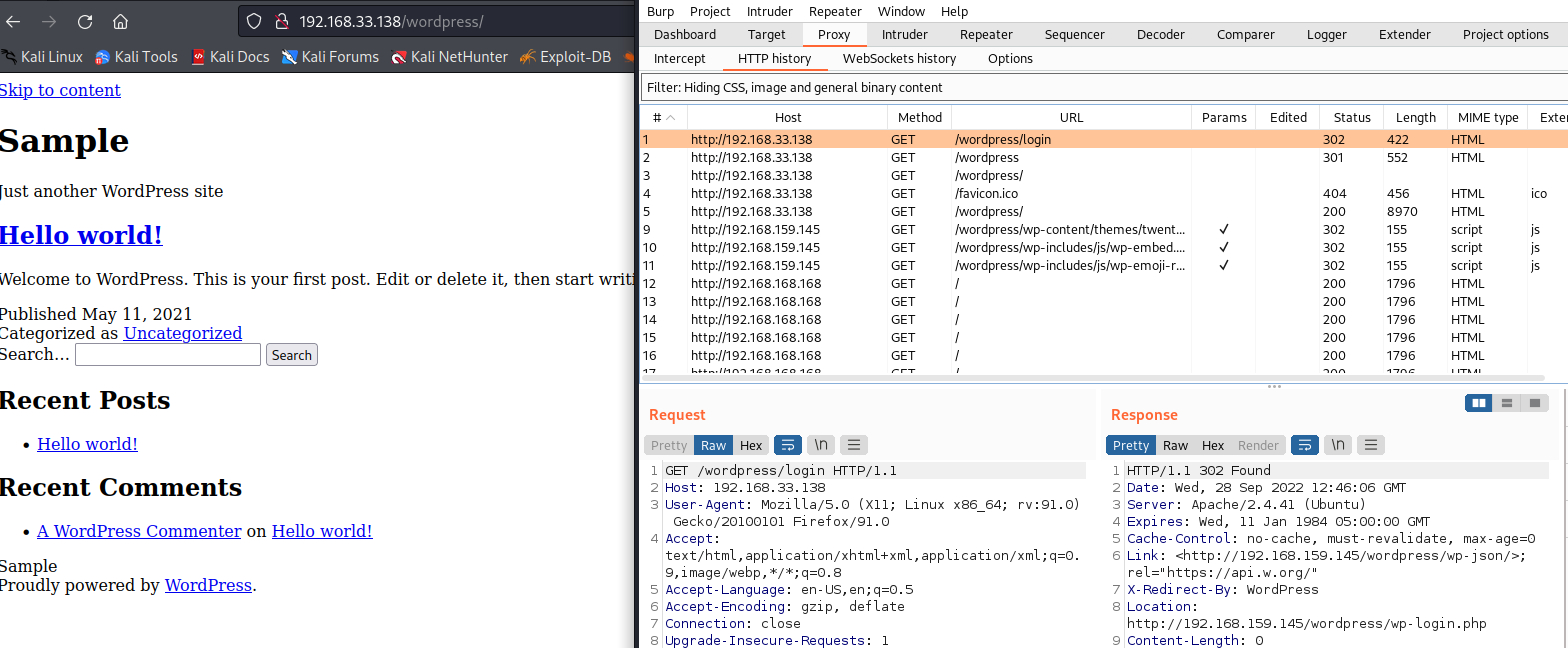 192.168.33.138/wordpress/
Kali Linux Kali Tools Kali Docs Kali Forums Kali NetHunter Exploit-DB
Skip to content
Sample
Just another WordPress site
Hello world!
Welcome to WordPress. This is your first post. Edit or delete it, then start writi
Published May 11, 2021
Categorized as Uncategorized
Search… Search
Recent Posts
• Hello world!
Recent Comments
• A WordPress Commenter on Hello world!
Sample
Proudly powered by WordPress.
Burp Project Intruder Repeater Window Help
Dashboard Target Proxy Intruder Repeater Sequencer Decoder Comparer Logger Extender Project options
Intercept HTTP history WebSockets history Options
Filter: Hiding CSS, image and general binary content
# Host Method URL Params Edited Status Length MIME type Exten
1 http://192.168.33.138 GET /wordpress/login 302 422 HTML
2 http://192.168.33.138 GET /wordpress 301 552 HTML
3 http://192.168.33.138 GET /wordpress/
4 http://192.168.33.138 GET /favicon.ico 404 456 HTML ico
5 http://192.168.33.138 GET /wordpress/ 200 8970 HTML
9 http://192.168.159.145 GET /wordpress/wp-content/themes/twent... ✓ 302 155 script js
10 http://192.168.159.145 GET /wordpress/wp-includes/js/wp-embed.... ✓ 302 155 script js
11 http://192.168.159.145 GET /wordpress/wp-includes/js/wp-emoji-r... ✓ 302 155 script js
12 http://192.168.168.168 GET / 200 1796 HTML
13 http://192.168.168.168 GET / 200 1796 HTML
14 http://192.168.168.168 GET / 200 1796 HTML
15 http://192.168.168.168 GET / 200 1796 HTML
16 http://192.168.168.168 GET / 200 1796 HTML
17 http://192.168.168.168 GET / 200 1796 HTML
Request
Pretty Raw Hex \n
1 GET /wordpress/login HTTP/1.1
2 Host: 192.168.33.138
3 User-Agent: Mozilla/5.0 (X11; Linux x86_64; rv:91.0)
Gecko/20100101 Firefox/91.0
4 Accept:
text/html,application/xhtml+xml,application/xml;q=0.
9,image/webp,*/*;q=0.8
5 Accept-Language: en-US,en;q=0.5
6 Accept-Encoding: gzip, deflate
7 Connection: close
8 Upgrade-Insecure-Requests: 1
Response
Pretty Raw Hex Render \n
1 HTTP/1.1 302 Found
2 Date: Wed, 28 Sep 2022 12:46:06 GMT
3 Server: Apache/2.4.41 (Ubuntu)
4 Expires: Wed, 11 Jan 1984 05:00:00 GMT
5 Cache-Control: no-cache, must-revalidate, max-age=0
6 Link: <http://192.168.159.145/wordpress/wp-json/>;
rel="https://api.w.org/"
7 X-Redirect-By: WordPress
8 Location:
http://192.168.159.145/wordpress/wp-login.php
9 Content-Length: 0